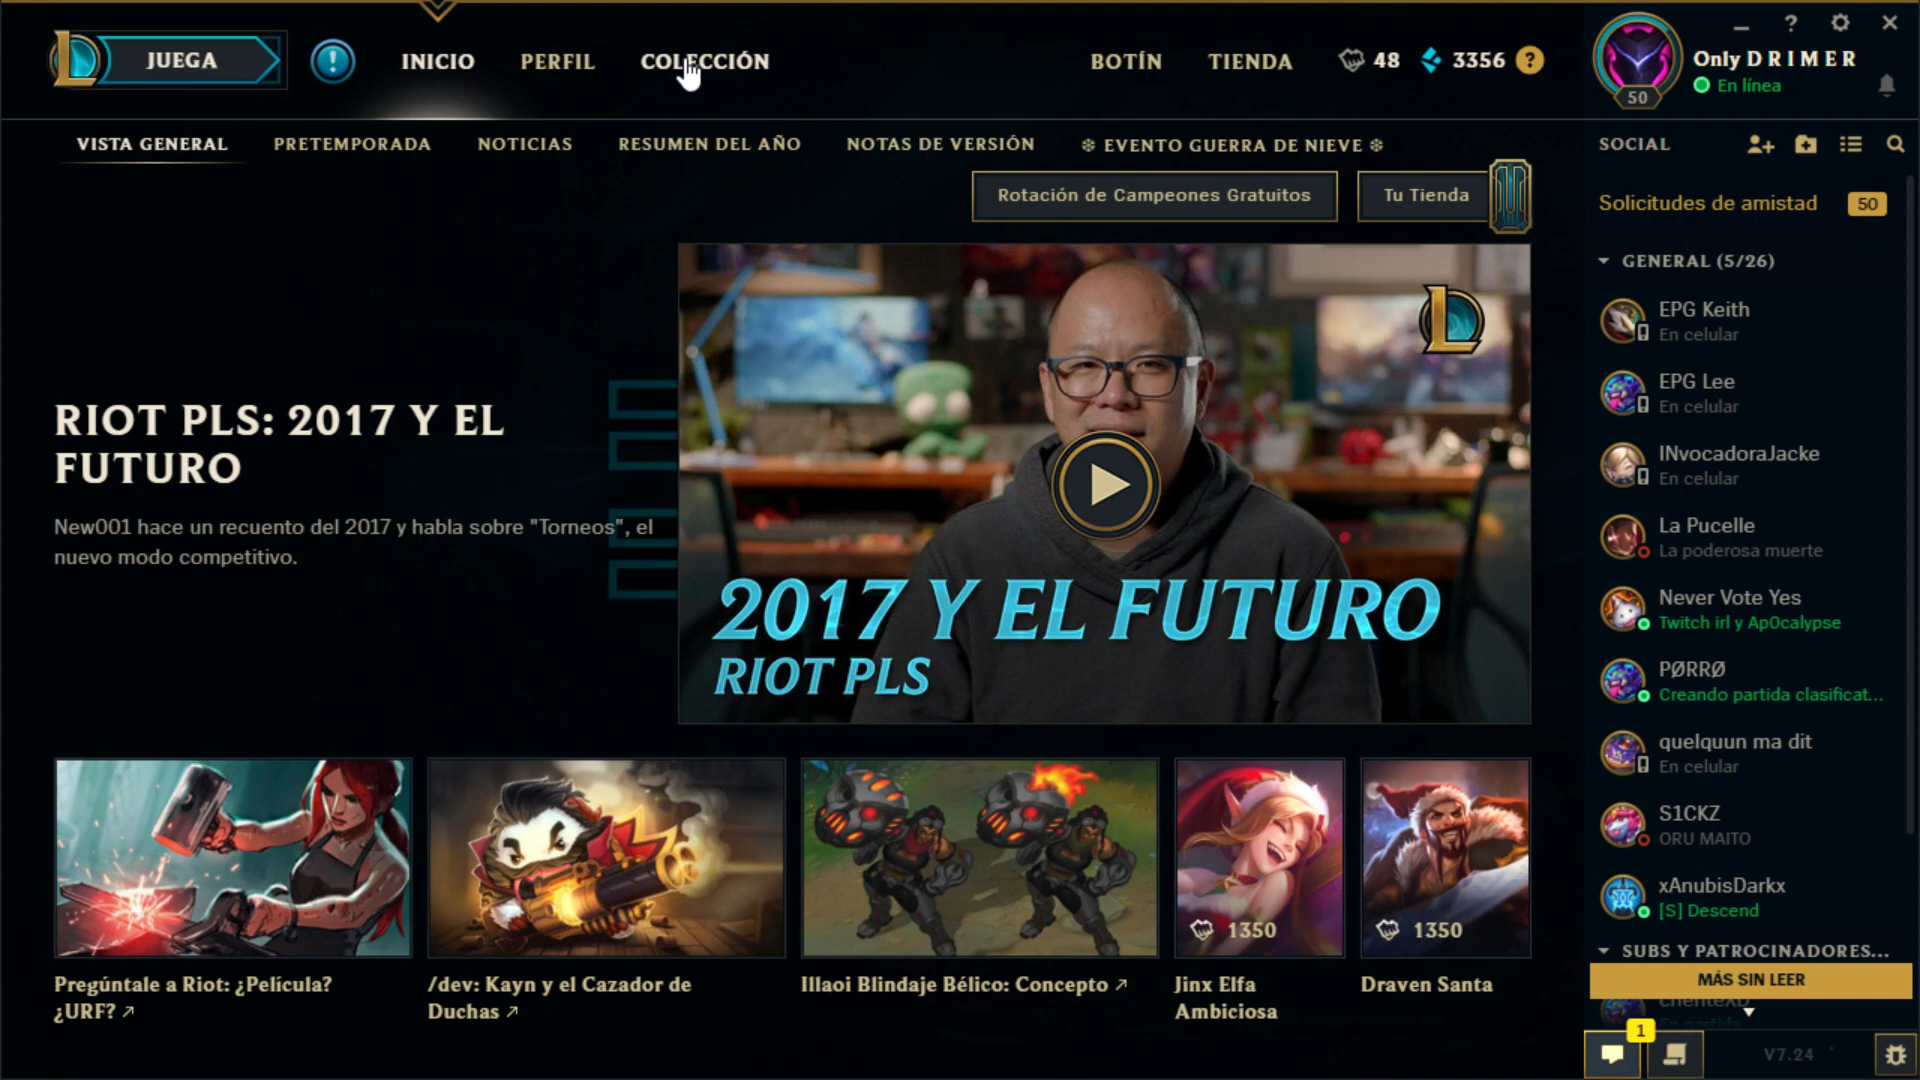 JUEGA
INICIO
PERFIL
COLECCIÓN
BOTÍN
TIENDA
48
3356
?
?
50
Only D R I M E R
En línea
VISTA GENERAL
PRETEMPORADA
NOTICIAS
RESUMEN DEL AÑO
NOTAS DE VERSIÓN
❄ EVENTO GUERRA DE NIEVE ❄
Rotación de Campeones Gratuitos
Tu Tienda
RIOT PLS: 2017 Y EL
FUTURO
New001 hace un recuento del 2017 y habla sobre "Torneos", el
nuevo modo competitivo.
2017 Y EL FUTURO
RIOT PLS
1350
1350
Pregúntale a Riot: ¿Película?
¿URF? ↗
/dev: Kayn y el Cazador de
Duchas ↗
Illaoi Blindaje Bélico: Concepto ↗
Jinx Elfa
Ambiciosa
Draven Santa
SOCIAL
Solicitudes de amistad
50
GENERAL (5/26)
EPG Keith
En celular
EPG Lee
En celular
INvocadoraJacke
En celular
La Pucelle
La poderosa muerte
Never Vote Yes
Twitch irl y Ap0calypse
PØRRØ
Creando partida clasificat...
quelquun ma dit
En celular
S1CKZ
ORU MAITO
xAnubisDarkx
[S] Descend
SUBS Y PATROCINADORES...
MÁS SIN LEER
En partida
1
V7.24